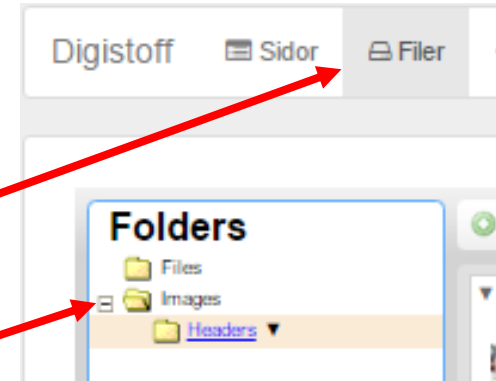 Digistoff Sidor Filer
Folders
Files
Images
Headers ▼